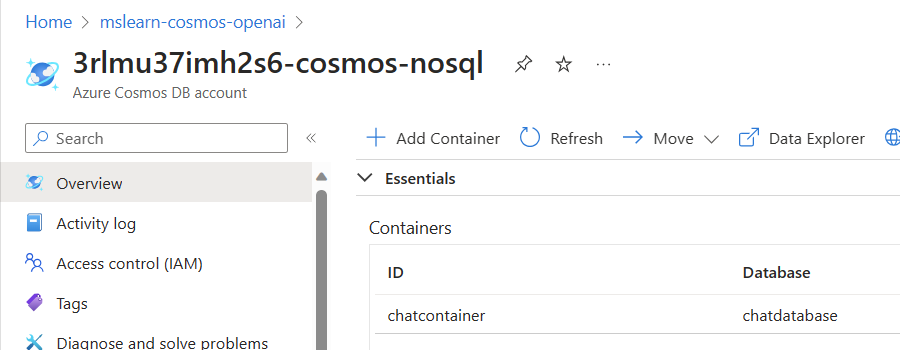 Home > mslearn-cosmos-openai >
3rlmu37imh2s6-cosmos-nosql ...
Azure Cosmos DB account
Search «
Add Container Refresh Move Data Explorer
Overview
Essentials
Activity log
Containers
Access control (IAM)
ID Database
Tags
chatcontainer chatdatabase
Diagnose and solve problems